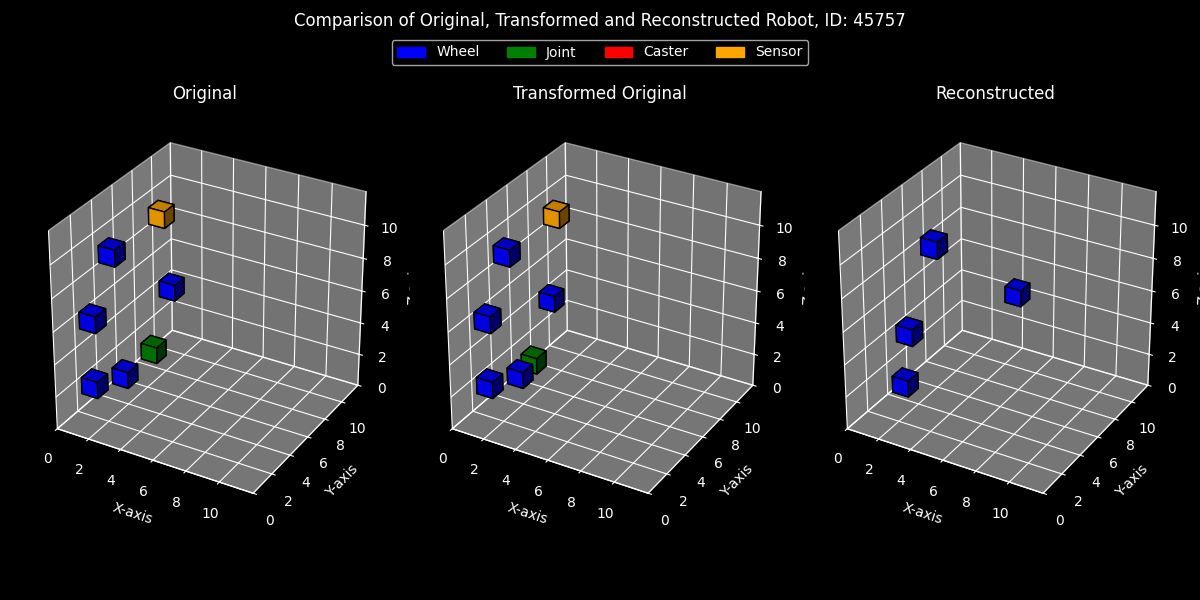 Comparison of Original, Transformed and Reconstructed Robot, ID: 45757
Wheel Joint Caster Sensor
Original
0 2 4 6 8 10
X-axis
0 2 4 6 8 10
Y-axis
0 2 4 6 8 10
Transformed Original
0 2 4 6 8 10
X-axis
0 2 4 6 8 10
Y-axis
0 2 4 6 8 10
Reconstructed
0 2 4 6 8 10
X-axis
0 2 4 6 8 10
Y-axis
0 2 4 6 8 10